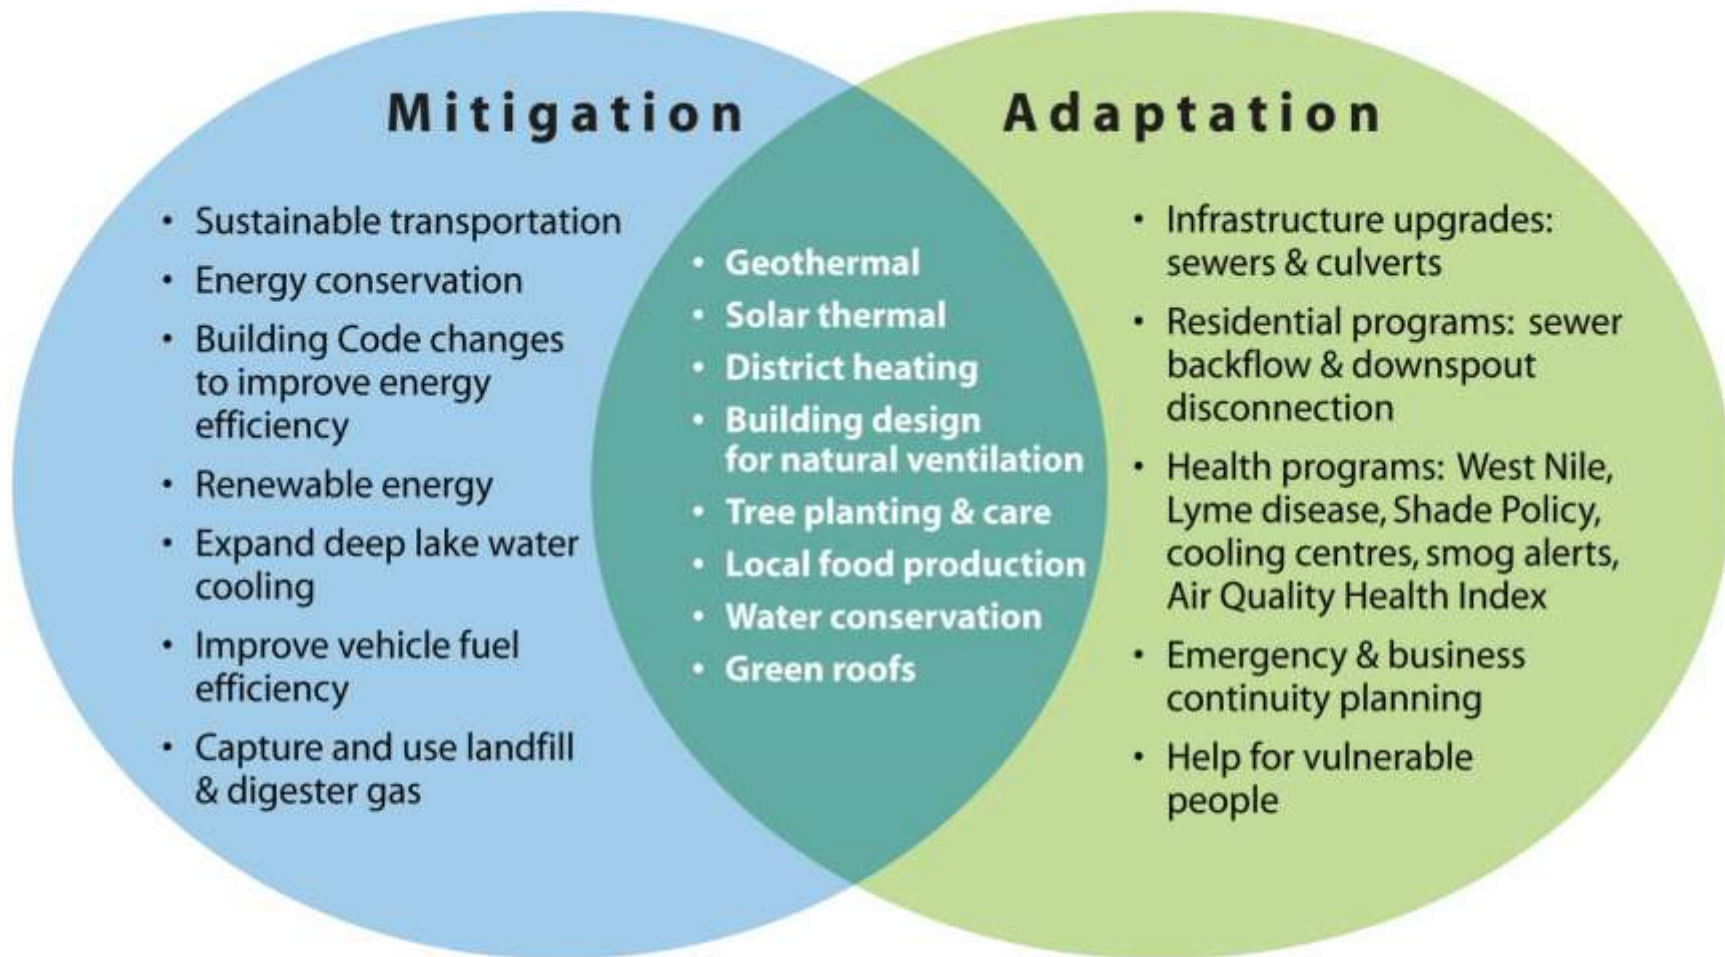 Mitigation
• Sustainable transportation
• Energy conservation
• Building Code changes
to improve energy
efficiency
• Renewable energy
• Expand deep lake water
cooling
• Improve vehicle fuel
efficiency
• Capture and use landfill
& digester gas
• Geothermal
• Solar thermal
• District heating
• Building design
for natural ventilation
• Tree planting & care
• Local food production
• Water conservation
• Green roofs
Adaptation
• Infrastructure upgrades:
sewers & culverts
• Residential programs: sewer
backflow & downspout
disconnection
• Health programs: West Nile,
Lyme disease, Shade Policy,
cooling centres, smog alerts,
Air Quality Health Index
• Emergency & business
continuity planning
• Help for vulnerable
people